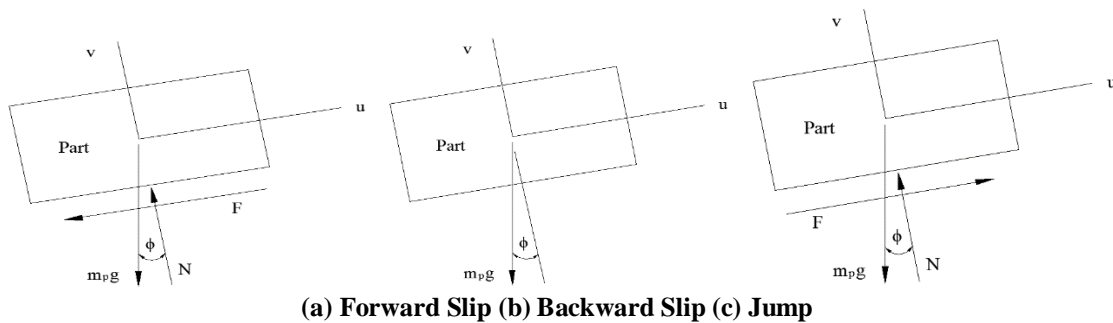 v
u
Part
F
ϕ
mₚg
N
v
u
Part
ϕ
mₚg
v
u
Part
F
ϕ
mₚg
N
(a) Forward Slip (b) Backward Slip (c) Jump